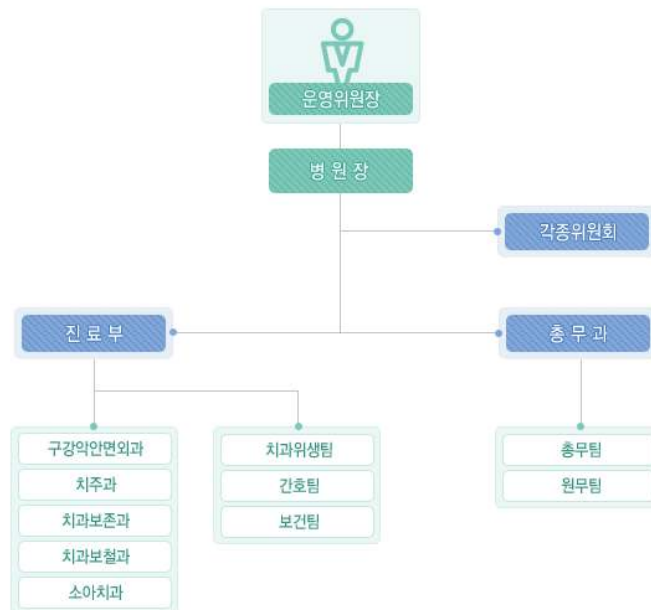 운영위원장
병 원 장
각종위원회
진 료 부
총 무 과
구강악안면외과
치주과
치과보존과
치과보철과
소아치과
치과위생팀
간호팀
보건팀
총무팀
원무팀